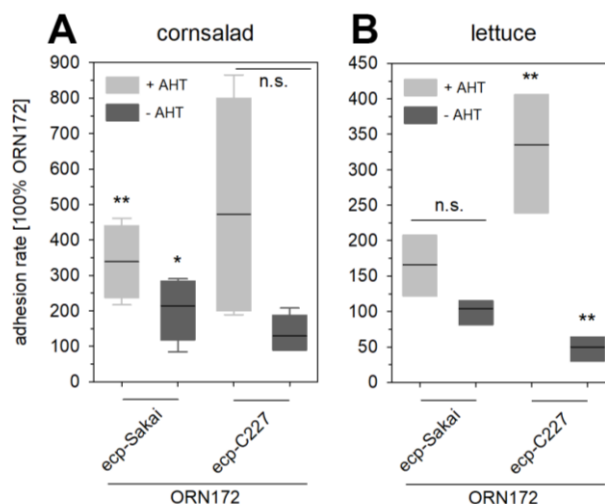 A cornsalad
adhesion rate [100% ORN172]
900
800
700
600
500
400
300
200
100
0
+ AHT
- AHT
n.s.
**
*
ecp-Sakai
ecp-C227
ORN172
B lettuce
450
400
350
300
250
200
150
100
50
0
+ AHT
- AHT
**
n.s.
**
ecp-Sakai
ecp-C227
ORN172